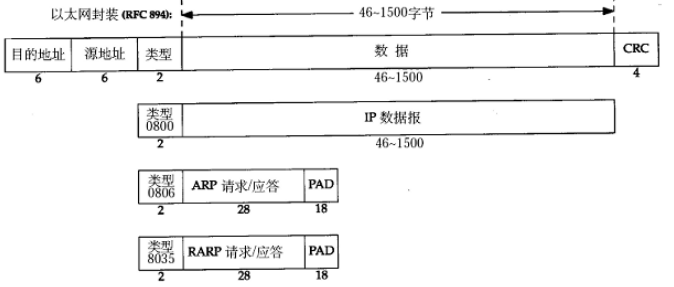 以太网封装 (RFC 894):
46~1500字节
目的地址 源地址 类型 数 据 CRC
6 6 2 46~1500 4
类型 0800 IP 数据报
2 46~1500
类型 0806 ARP 请求/应答 PAD
2 28 18
类型 8035 RARP 请求/应答 PAD
2 28 18